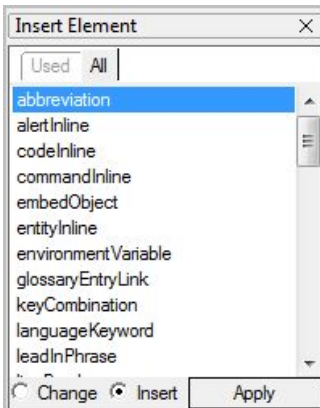 Insert Element
Used All
abbreviation
alertInline
codeInline
commandInline
embedObject
entityInline
environmentVariable
glossaryEntryLink
keyCombination
languageKeyword
leadInPhrase
Change Insert Apply